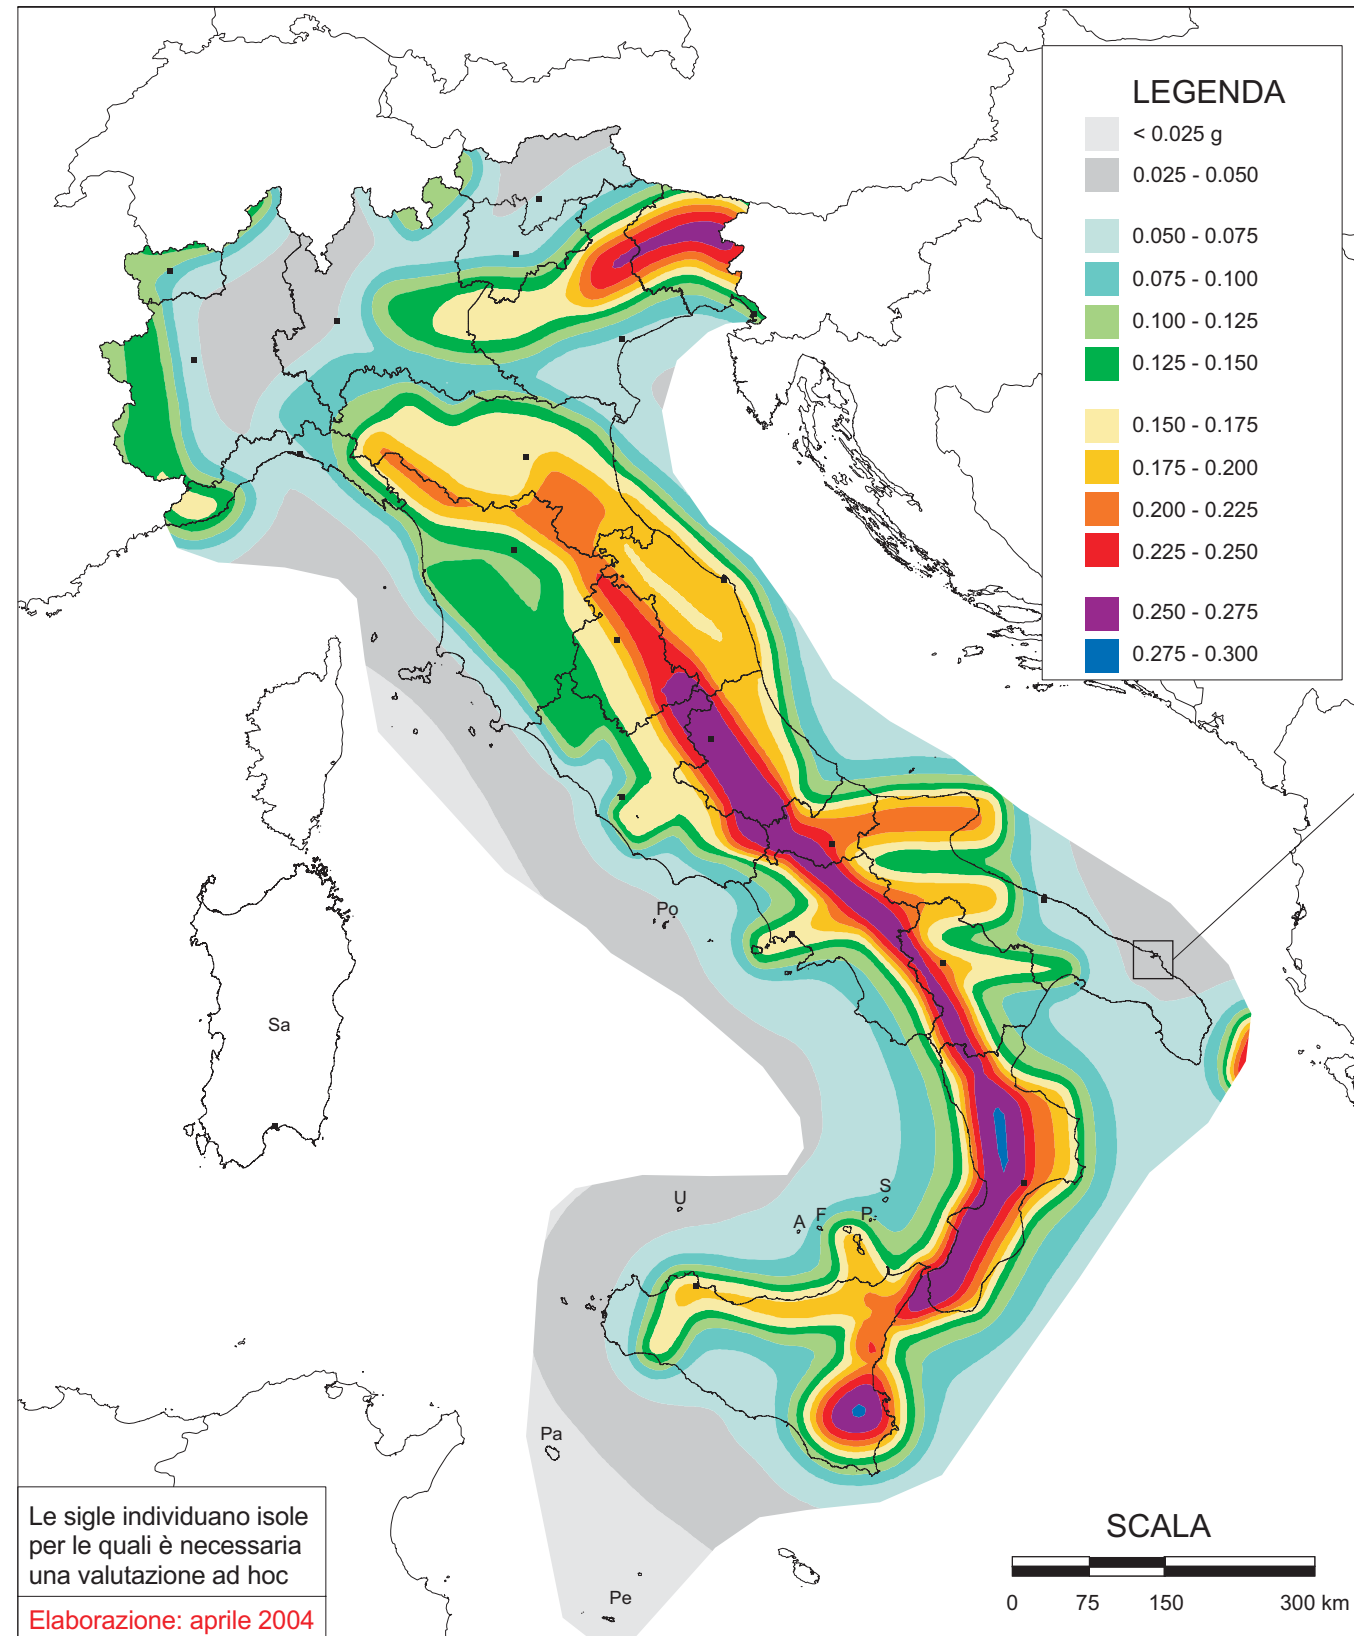 LEGENDA
< 0.025 g
0.025 - 0.050
0.050 - 0.075
0.075 - 0.100
0.100 - 0.125
0.125 - 0.150
0.150 - 0.175
0.175 - 0.200
0.200 - 0.225
0.225 - 0.250
0.250 - 0.275
0.275 - 0.300
Po
Sa
S
U
A
F
P
Pa
Pe
Le sigle individuano isole
per le quali è necessaria
una valutazione ad hoc
Elaborazione: aprile 2004
SCALA
0 75 150 300 km